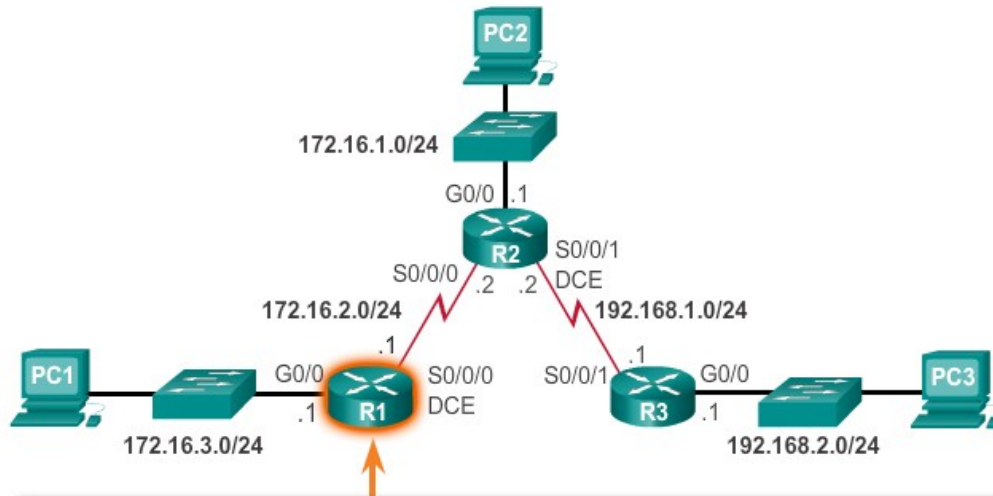 PC2
172.16.1.0/24
G0/0 .1
R2
S0/0/1
DCE
S0/0/0
.2 .2
172.16.2.0/24
192.168.1.0/24
.1
.1
PC1
G0/0
S0/0/0
DCE
S0/0/1
G0/0
PC3
.1
R1
R3
.1
172.16.3.0/24
192.168.2.0/24